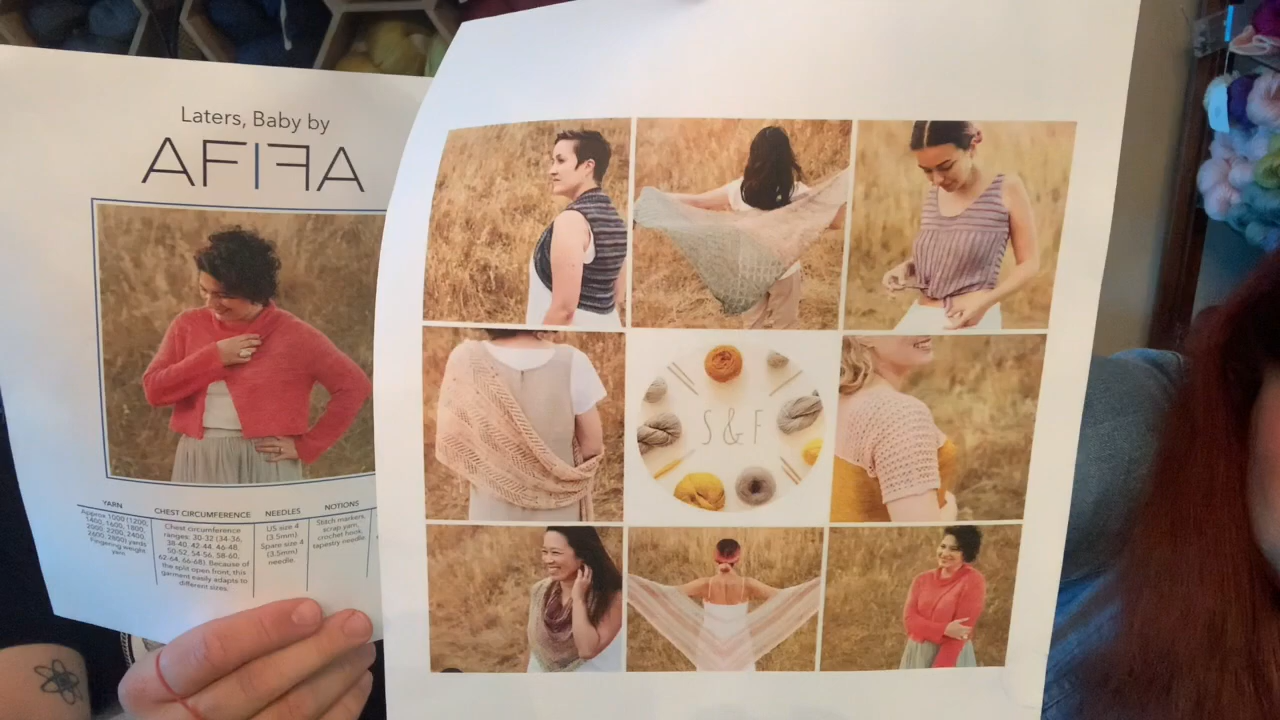 Laters, Baby by
AFIFA
YARN
Approx 1000 (1200,
1400, 1600, 1800,
2000, 2200, 2400,
2600, 2800) yards
Fingering weight
yarn
CHEST CIRCUMFERENCE
Chest circumference
ranges: 30-32 (34-36,
38-40, 42-44, 46-48,
50-52, 54-56, 58-60,
62-64, 66-68). Because of
the split open front, this
garment easily adapts to
different sizes.
NEEDLES
US size 4
(3.5mm)
Spare size 4
(3.5mm)
needle.
NOTIONS
Stitch markers,
scrap yarn,
crochet hook,
tapestry needle.
S & F